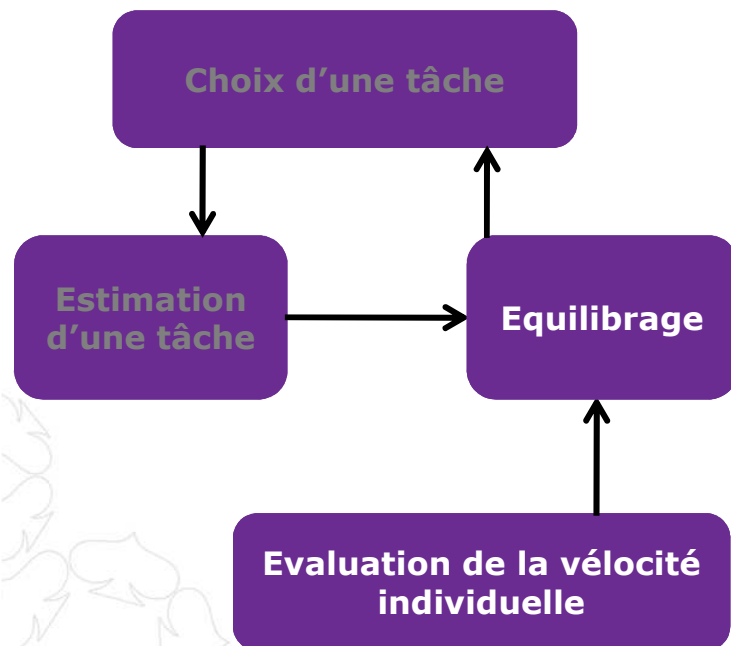 Choix d’une tâche
Estimation
d’une tâche
Equilibrage
Evaluation de la vélocité
individuelle